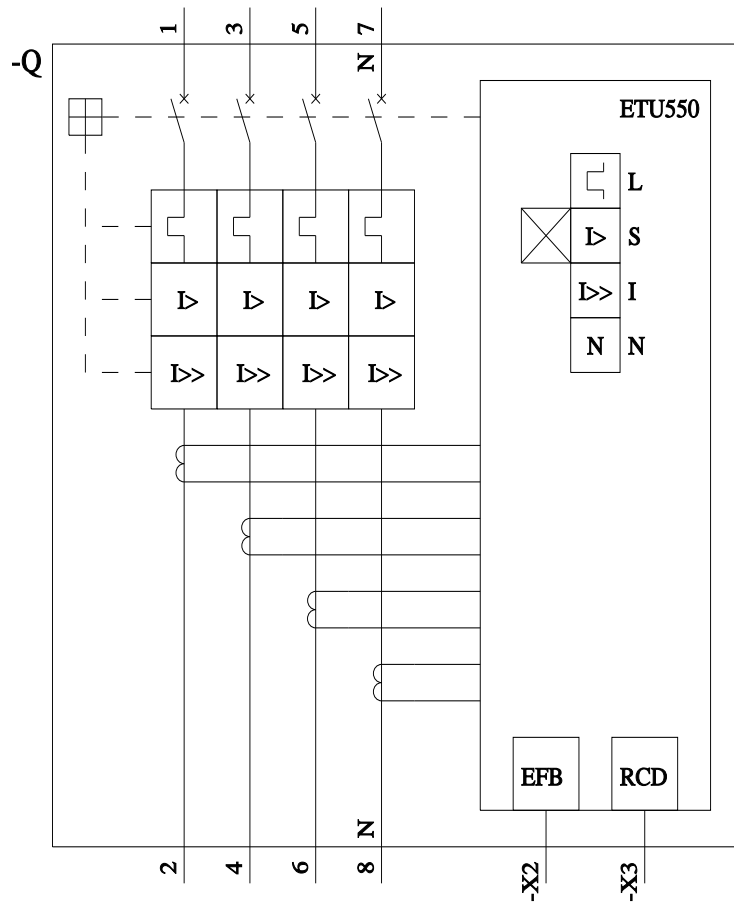 1 3 5 7
-Q
N
ETU550
L
I> S
I> I> I> I>
I>> I
N N
I>> I>> I>> I>>
EFB RCD
N
2 4 6 8
-X2 -X3